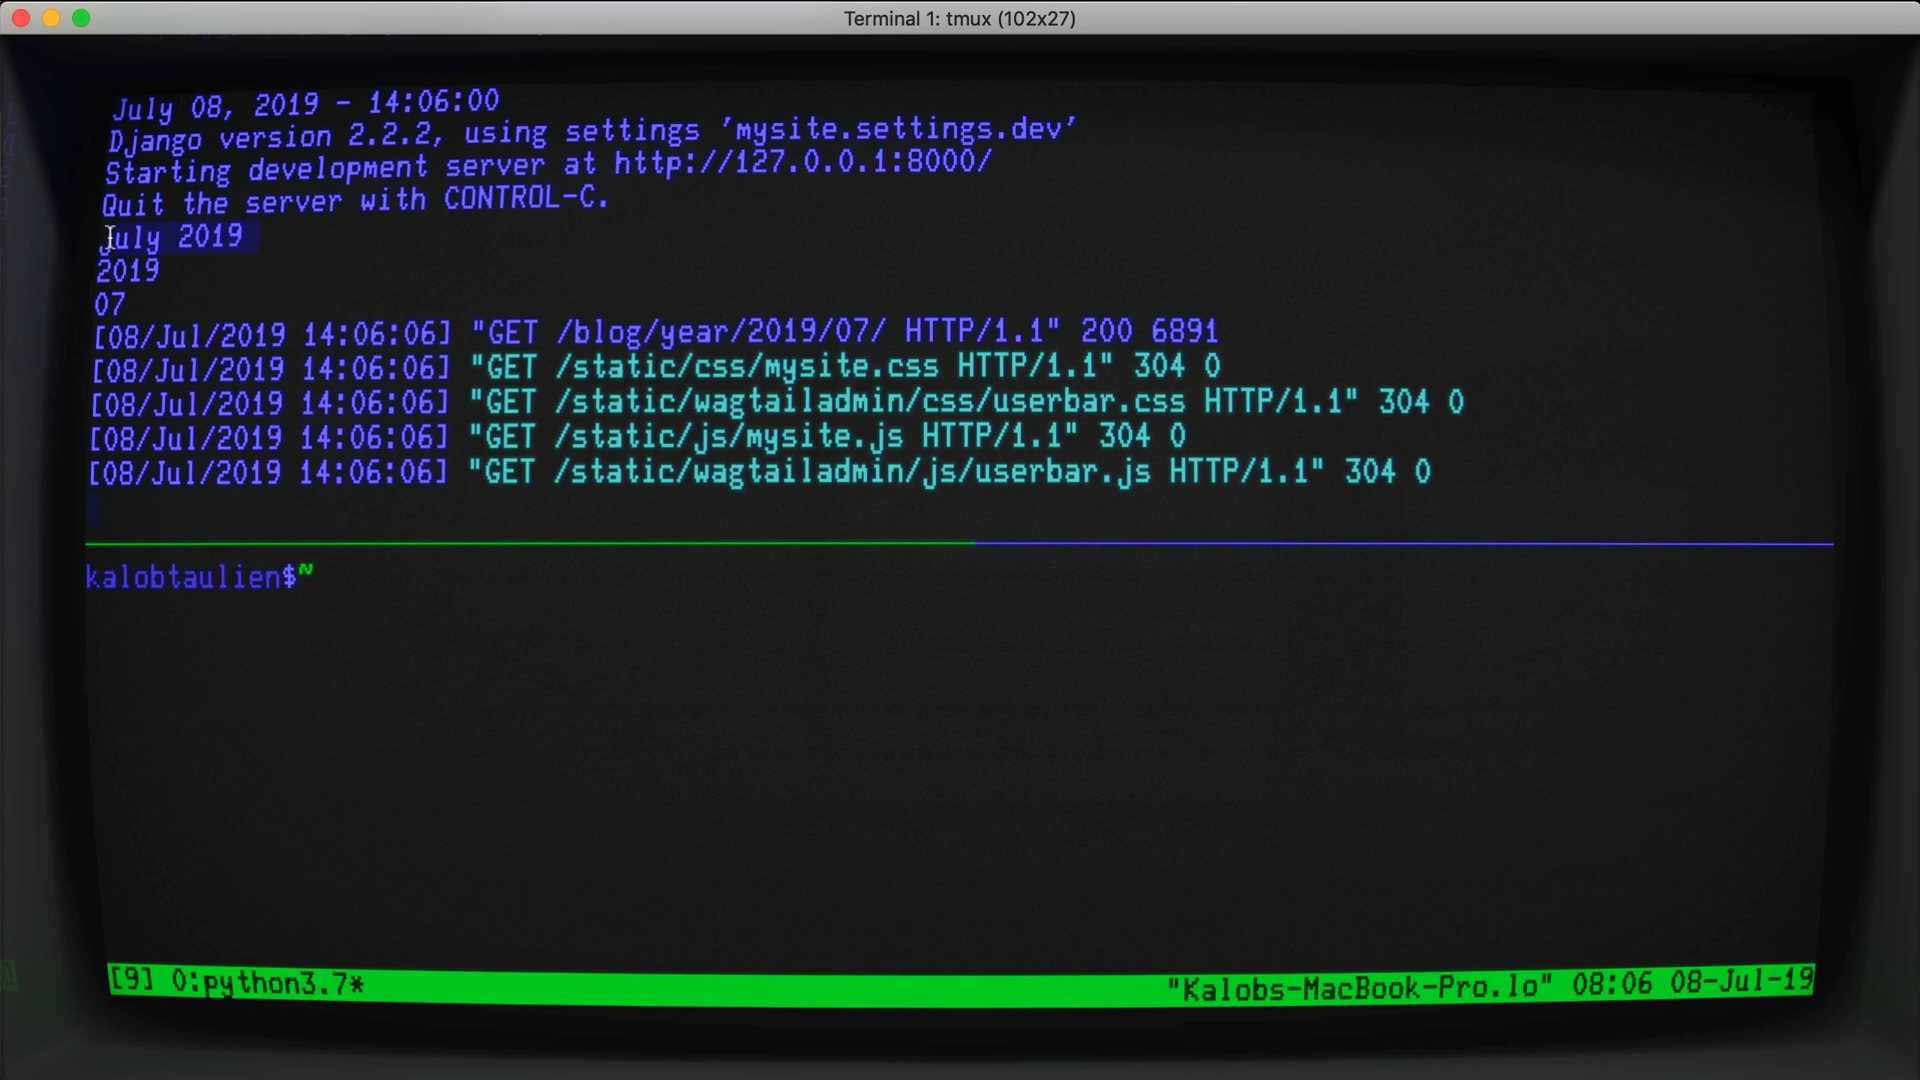 Terminal 1: tmux (102x27)
July 08, 2019 - 14:06:00
Django version 2.2.2, using settings 'mysite.settings.dev'
Starting development server at http://127.0.0.1:8000/
Quit the server with CONTROL-C.
july 2019
2019
07
[08/Jul/2019 14:06:06] "GET /blog/year/2019/07/ HTTP/1.1" 200 6891
[08/Jul/2019 14:06:06] "GET /static/css/mysite.css HTTP/1.1" 304 0
[08/Jul/2019 14:06:06] "GET /static/wagtailadmin/css/userbar.css HTTP/1.1" 304 0
[08/Jul/2019 14:06:06] "GET /static/js/mysite.js HTTP/1.1" 304 0
[08/Jul/2019 14:06:06] "GET /static/wagtailadmin/js/userbar.js HTTP/1.1" 304 0
kalobtaulien$~
[9] 0:python3.7* "Kalobs-MacBook-Pro.lo" 08:06 08-Jul-19